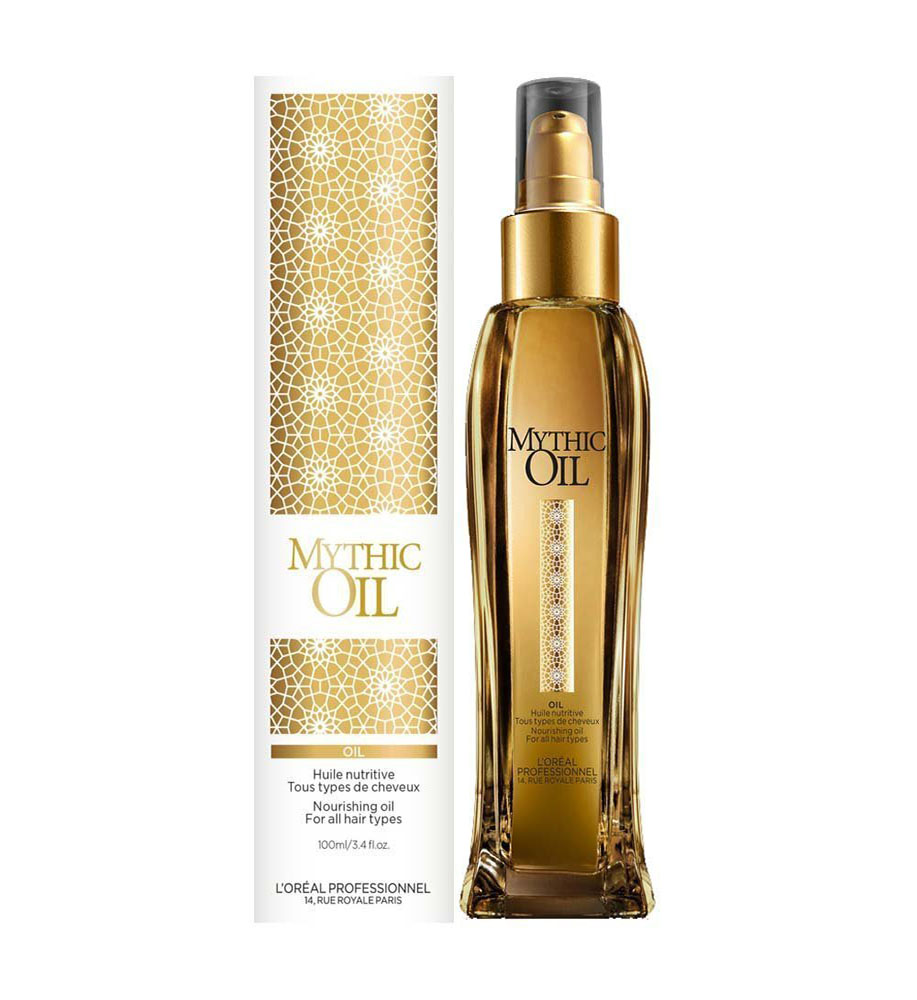 MYTHIC
OIL
OIL
Huile nutritive
Tous types de cheveux
Nourishing oil
For all hair types
100ml/3.4 fl.oz.
L'ORÉAL PROFESSIONNEL
14, RUE ROYALE PARIS
MYTHIC
OIL
OIL
Huile nutritive
Tous types de cheveux
Nourishing oil
For all hair types
L'ORÉAL
PROFESSIONNEL
14, RUE ROYALE PARIS